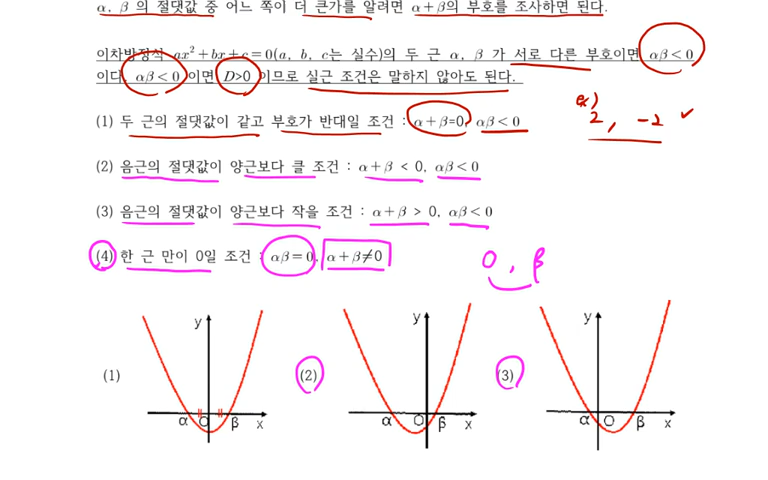 α, β 의 절댓값 중 어느 쪽이 더 큰가를 알려면 α+β의 부호를 조사하면 된다.
이차방정식 ax²+bx+c=0(a, b, c는 실수)의 두 근 α, β 가 서로 다른 부호이면 αβ<0
이다. αβ<0 이면 D>0 이므로 실근 조건은 말하지 않아도 된다.
ex)
2, -2 ✓
(1) 두 근의 절댓값이 같고 부호가 반대일 조건 : α+β=0, αβ<0
(2) 음근의 절댓값이 양근보다 클 조건 : α+β < 0, αβ<0
(3) 음근의 절댓값이 양근보다 작을 조건 : α+β > 0, αβ<0
(4) 한 근 만이 0일 조건 : αβ=0, α+β≠0
0, β
(1) y α O β x
(2) y α O β x
(3) y α O β x